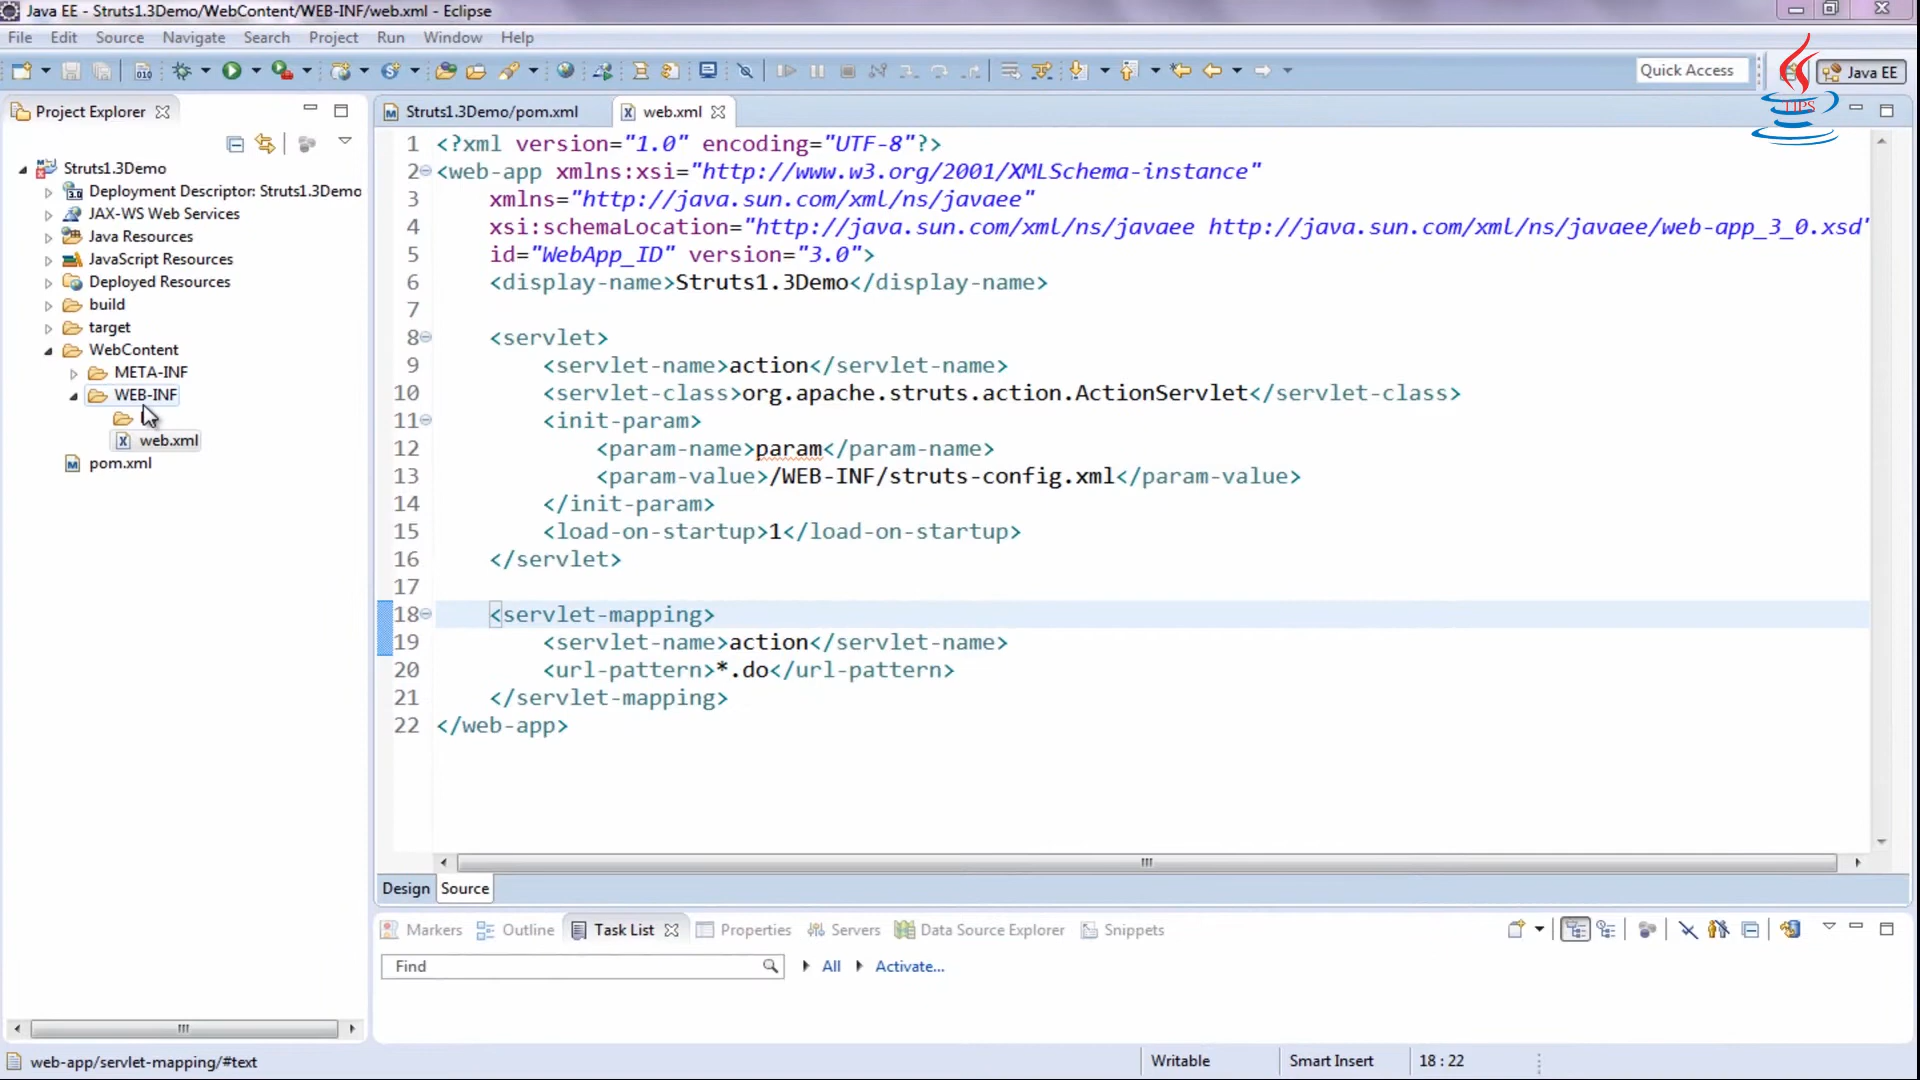 Java EE - Struts1.3Demo/WebContent/WEB-INF/web.xml - Eclipse
File Edit Source Navigate Search Project Run Window Help
Quick Access
Java EE
TIPS
Project Explorer
Struts1.3Demo
Deployment Descriptor: Struts1.3Demo
JAX-WS Web Services
Java Resources
JavaScript Resources
Deployed Resources
build
target
WebContent
META-INF
WEB-INF
web.xml
pom.xml
Struts1.3Demo/pom.xml
web.xml
1 <?xml version="1.0" encoding="UTF-8"?>
2 <web-app xmlns:xsi="http://www.w3.org/2001/XMLSchema-instance"
3 xmlns="http://java.sun.com/xml/ns/javaee"
4 xsi:schemaLocation="http://java.sun.com/xml/ns/javaee http://java.sun.com/xml/ns/javaee/web-app_3_0.xsd"
5 id="WebApp_ID" version="3.0">
6 <display-name>Struts1.3Demo</display-name>
7
8 <servlet>
9 <servlet-name>action</servlet-name>
10 <servlet-class>org.apache.struts.action.ActionServlet</servlet-class>
11 <init-param>
12 <param-name>param</param-name>
13 <param-value>/WEB-INF/struts-config.xml</param-value>
14 </init-param>
15 <load-on-startup>1</load-on-startup>
16 </servlet>
17
18 <servlet-mapping>
19 <servlet-name>action</servlet-name>
20 <url-pattern>*.do</url-pattern>
21 </servlet-mapping>
22 </web-app>
Design Source
Markers Outline Task List Properties Servers Data Source Explorer Snippets
Find All Activate...
web-app/servlet-mapping/#text Writable Smart Insert 18 : 22